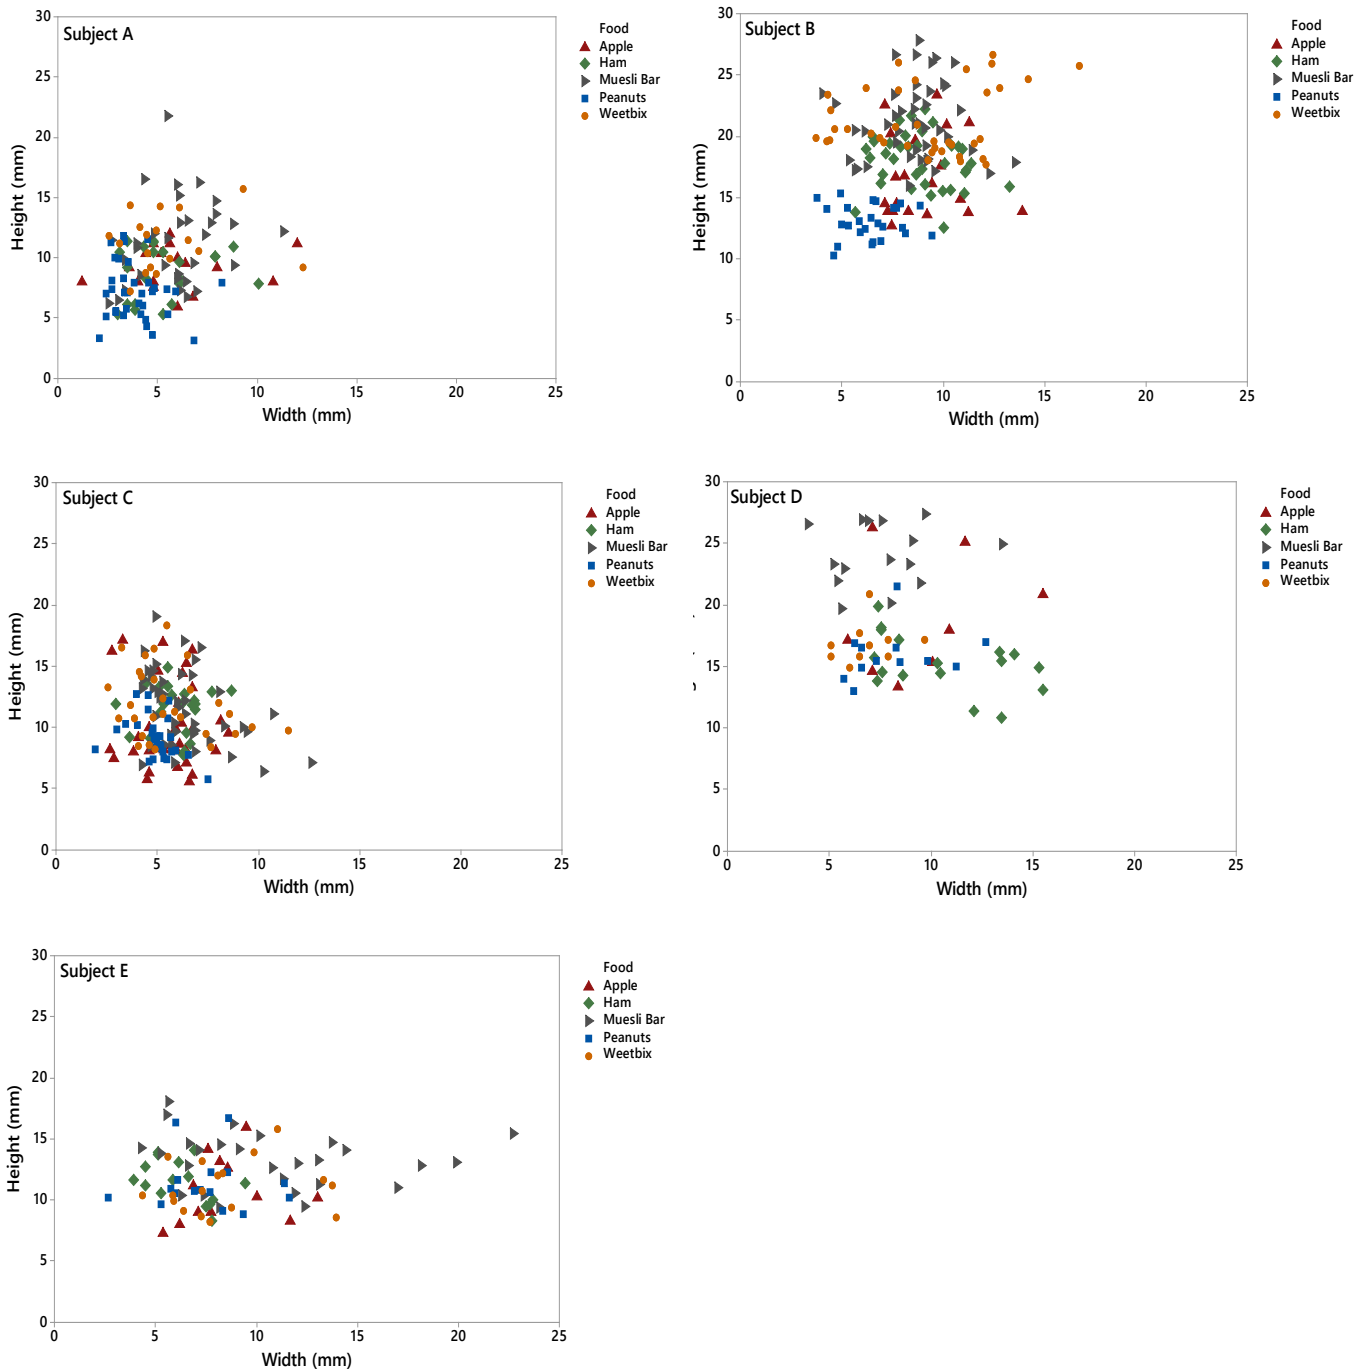 Subject A
Food
Apple
Ham
Muesli Bar
Peanuts
Weetbix
30
25
20
15
10
5
0
Height (mm)
0 5 10 15 20 25
Width (mm)
Subject B
Food
Apple
Ham
Muesli Bar
Peanuts
Weetbix
30
25
20
15
10
5
0
Height (mm)
0 5 10 15 20 25
Width (mm)
Subject C
Food
Apple
Ham
Muesli Bar
Peanuts
Weetbix
30
25
20
15
10
5
0
Height (mm)
0 5 10 15 20 25
Width (mm)
Subject D
Food
Apple
Ham
Muesli Bar
Peanuts
Weetbix
30
25
20
15
10
5
0
0 5 10 15 20 25
Width (mm)
Subject E
Food
Apple
Ham
Muesli Bar
Peanuts
Weetbix
30
25
20
15
10
5
0
Height (mm)
0 5 10 15 20 25
Width (mm)